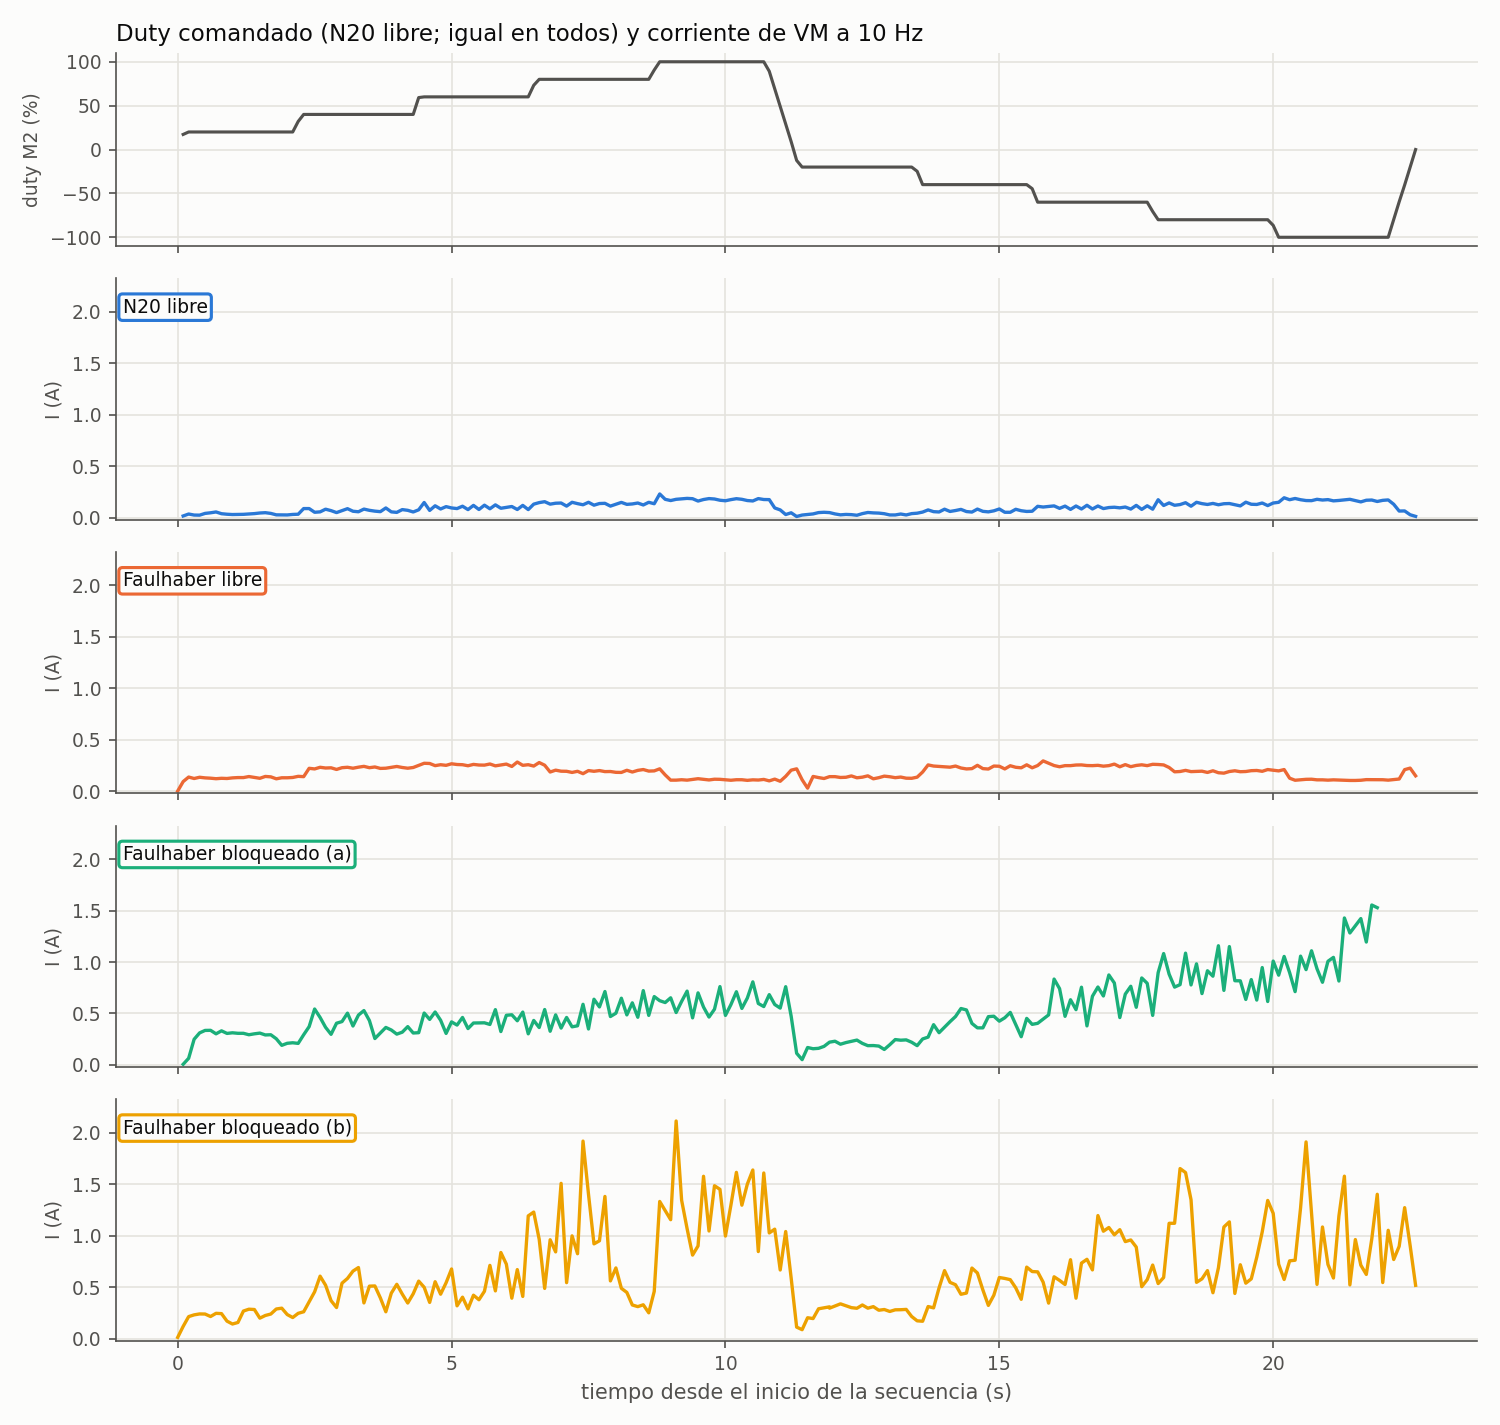 Duty comandado (N20 libre; igual en todos) y corriente de VM a 10 Hz
duty M2 (%)
100
50
0
−50
−100
N20 libre
I (A)
2.0
1.5
1.0
0.5
0.0
Faulhaber libre
I (A)
2.0
1.5
1.0
0.5
0.0
Faulhaber bloqueado (a)
I (A)
2.0
1.5
1.0
0.5
0.0
Faulhaber bloqueado (b)
I (A)
2.0
1.5
1.0
0.5
0.0
0 5 10 15 20
tiempo desde el inicio de la secuencia (s)